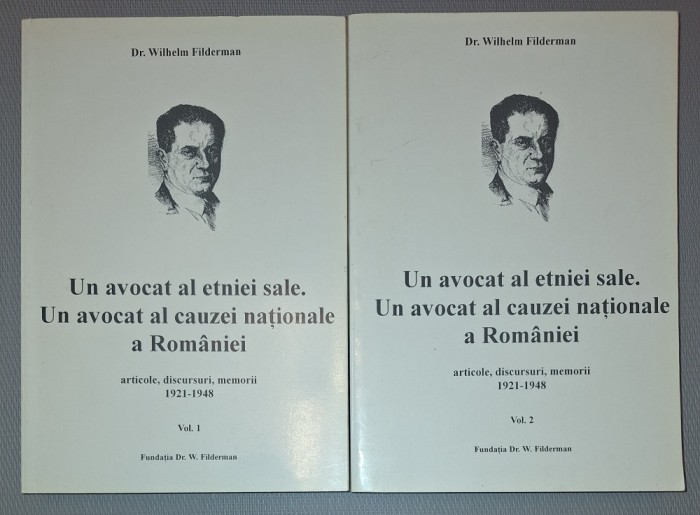 Dr. Wilhelm Filderman
Un avocat al etniei sale.
Un avocat al cauzei naționale
a României
articole, discursuri, memorii
1921-1948
Vol. 1
Fundația Dr. W. Filderman
Dr. Wilhelm Filderman
Un avocat al etniei sale.
Un avocat al cauzei naționale
a României
articole, discursuri, memorii
1921-1948
Vol. 2
Fundația Dr. W. Filderman